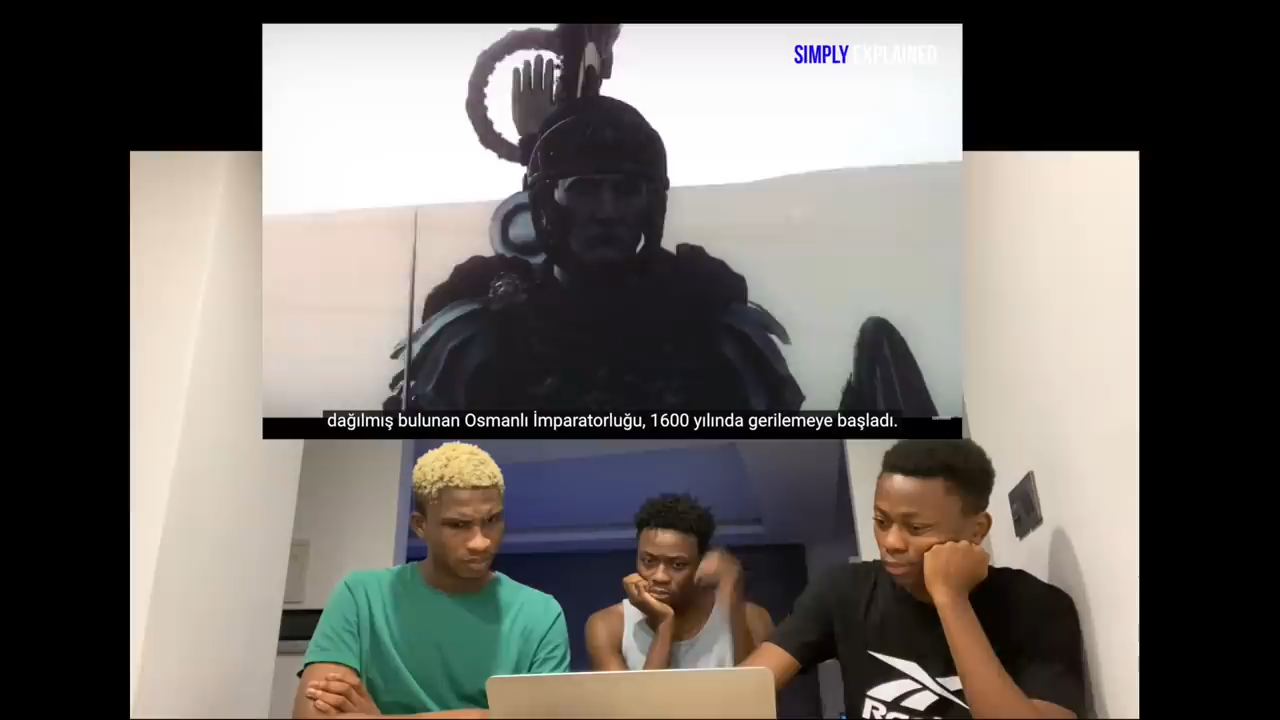 SIMPLY EXPLAINED
dağılmış bulunan Osmanlı İmparatorluğu, 1600 yılında gerilemeye başladı.